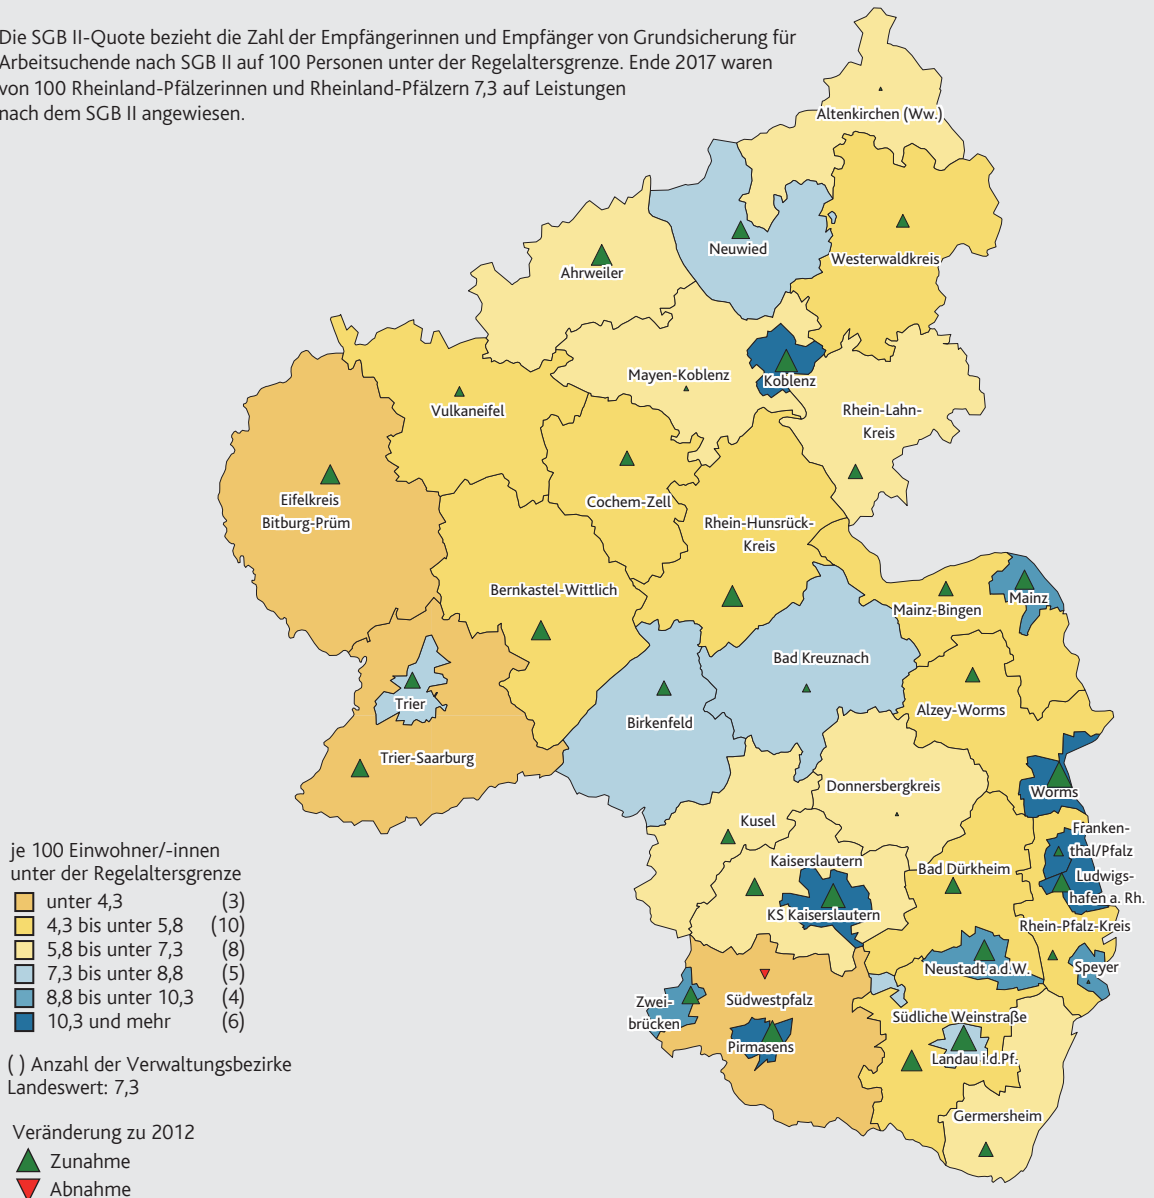 Die SGB II-Quote bezieht die Zahl der Empfängerinnen und Empfänger von Grundsicherung für
Arbeitsuchende nach SGB II auf 100 Personen unter der Regelaltersgrenze. Ende 2017 waren
von 100 Rheinland-Pfälzerinnen und Rheinland-Pfälzern 7,3 auf Leistungen
nach dem SGB II angewiesen.
Altenkirchen (Ww.)
Neuwied
Westerwaldkreis
Ahrweiler
Mayen-Koblenz
Koblenz
Vulkaneifel
Rhein-Lahn-
Kreis
Eifelkreis
Bitburg-Prüm
Cochem-Zell
Rhein-Hunsrück-
Kreis
Bernkastel-Wittlich
Mainz-Bingen
Mainz
Bad Kreuznach
Trier
Birkenfeld
Alzey-Worms
Trier-Saarburg
Donnersbergkreis
Worms
Kusel
Franken-
thal/Pfalz
Kaiserslautern
Bad Dürkheim
Ludwigs-
hafen a. Rh.
KS Kaiserslautern
Rhein-Pfalz-Kreis
Neustadt a.d.W.
Speyer
Zwei-
brücken
Südwestpfalz
Südliche Weinstraße
Pirmasens
Landau i.d.Pf.
Germersheim
je 100 Einwohner/-innen
unter der Regelaltersgrenze
unter 4,3 (3)
4,3 bis unter 5,8 (10)
5,8 bis unter 7,3 (8)
7,3 bis unter 8,8 (5)
8,8 bis unter 10,3 (4)
10,3 und mehr (6)
( ) Anzahl der Verwaltungsbezirke
Landeswert: 7,3
Veränderung zu 2012
Zunahme
Abnahme